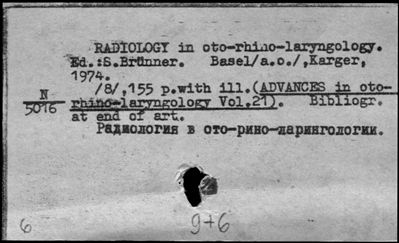 RADIOLOGY in oto-rhino-laryngology.
Ed.:S.Brünner. Basel/a.o./,Karger,
1974.
/8/,155 p.with ill.(ADVANCES in oto-
N
5016
rhino-laryngology Vol.21). Bibliogr.
at end of art.
Радиология в ото-рино-ларингологии.
6
9+6